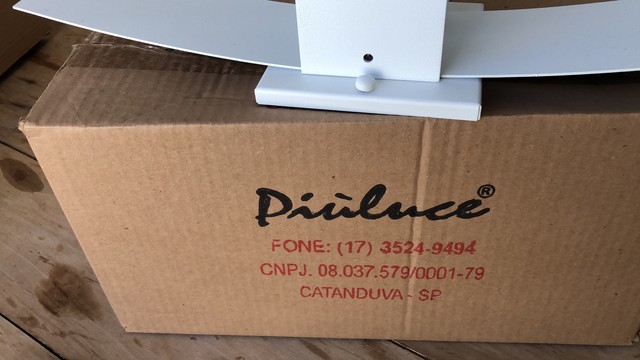 Piùluce®
FONE: (17) 3524-9494
CNPJ. 08.037.579/0001-79
CATANDUVA - SP